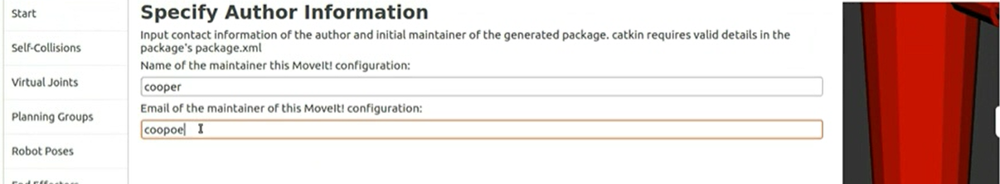 Start
Self-Collisions
Virtual Joints
Planning Groups
Robot Poses
End Effectors
Specify Author Information
Input contact information of the author and initial maintainer of the generated package. catkin requires valid details in the
package's package.xml
Name of the maintainer this MoveIt! configuration:
cooper
Email of the maintainer of this MoveIt! configuration:
coopoe